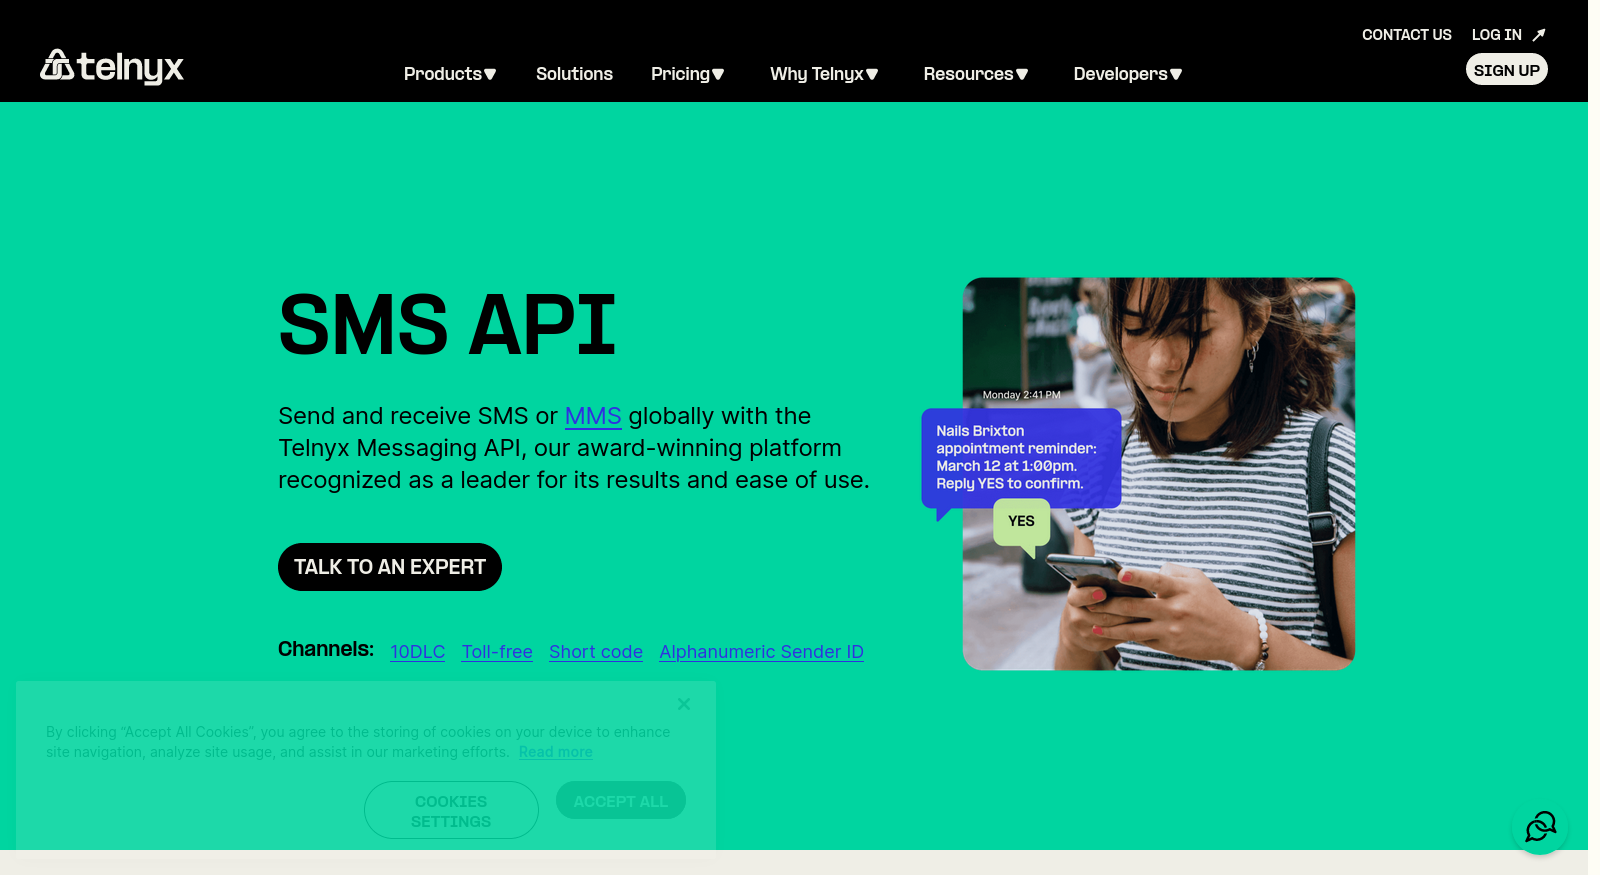 CONTACT US LOG IN
telnyx
Products Solutions Pricing Why Telnyx Resources Developers
SIGN UP
SMS API
Send and receive SMS or MMS globally with the
Telnyx Messaging API, our award-winning platform
recognized as a leader for its results and ease of use.
TALK TO AN EXPERT
Channels: 10DLC Toll-free Short code Alphanumeric Sender ID
Monday 2:41 PM
Nails Brixton
appointment reminder:
March 12 at 1:00pm.
Reply YES to confirm.
YES
By clicking “Accept All Cookies”, you agree to the storing of cookies on your device to enhance
site navigation, analyze site usage, and assist in our marketing efforts. Read more
COOKIES
SETTINGS
ACCEPT ALL